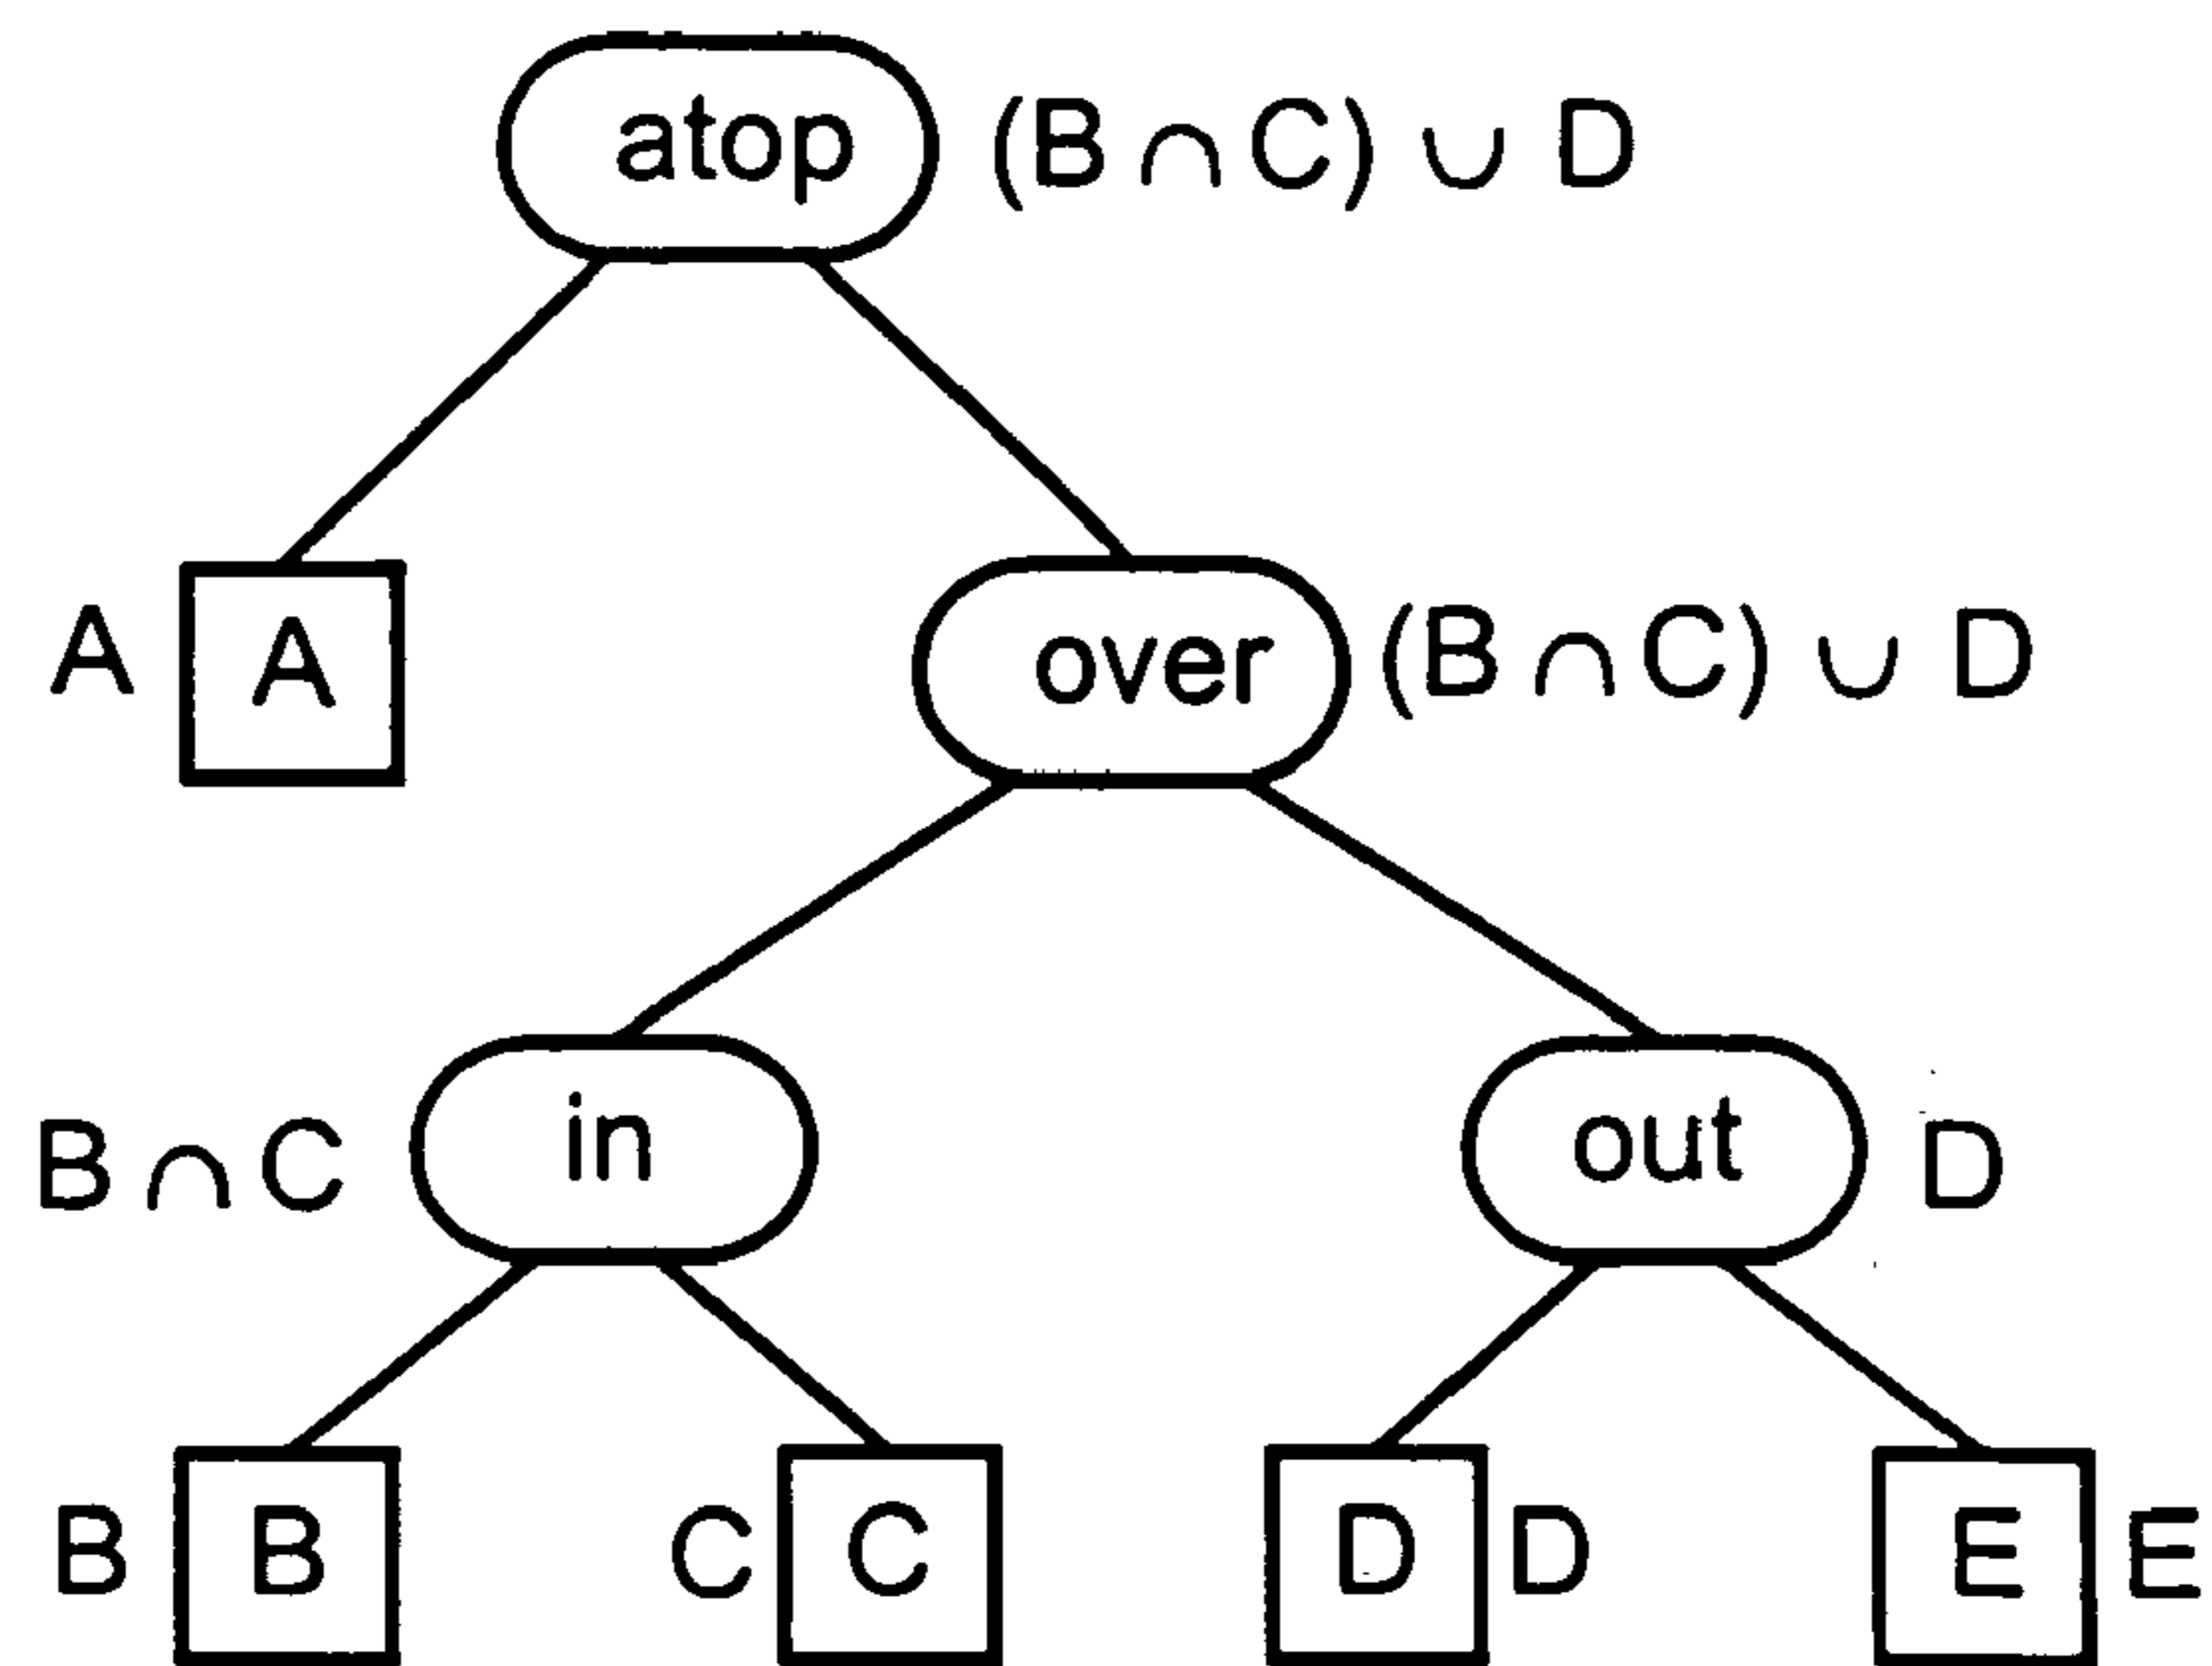 atop (B ∩ C) ∪ D
A A over (B ∩ C) ∪ D
B ∩ C in out D
B B C C D D E E